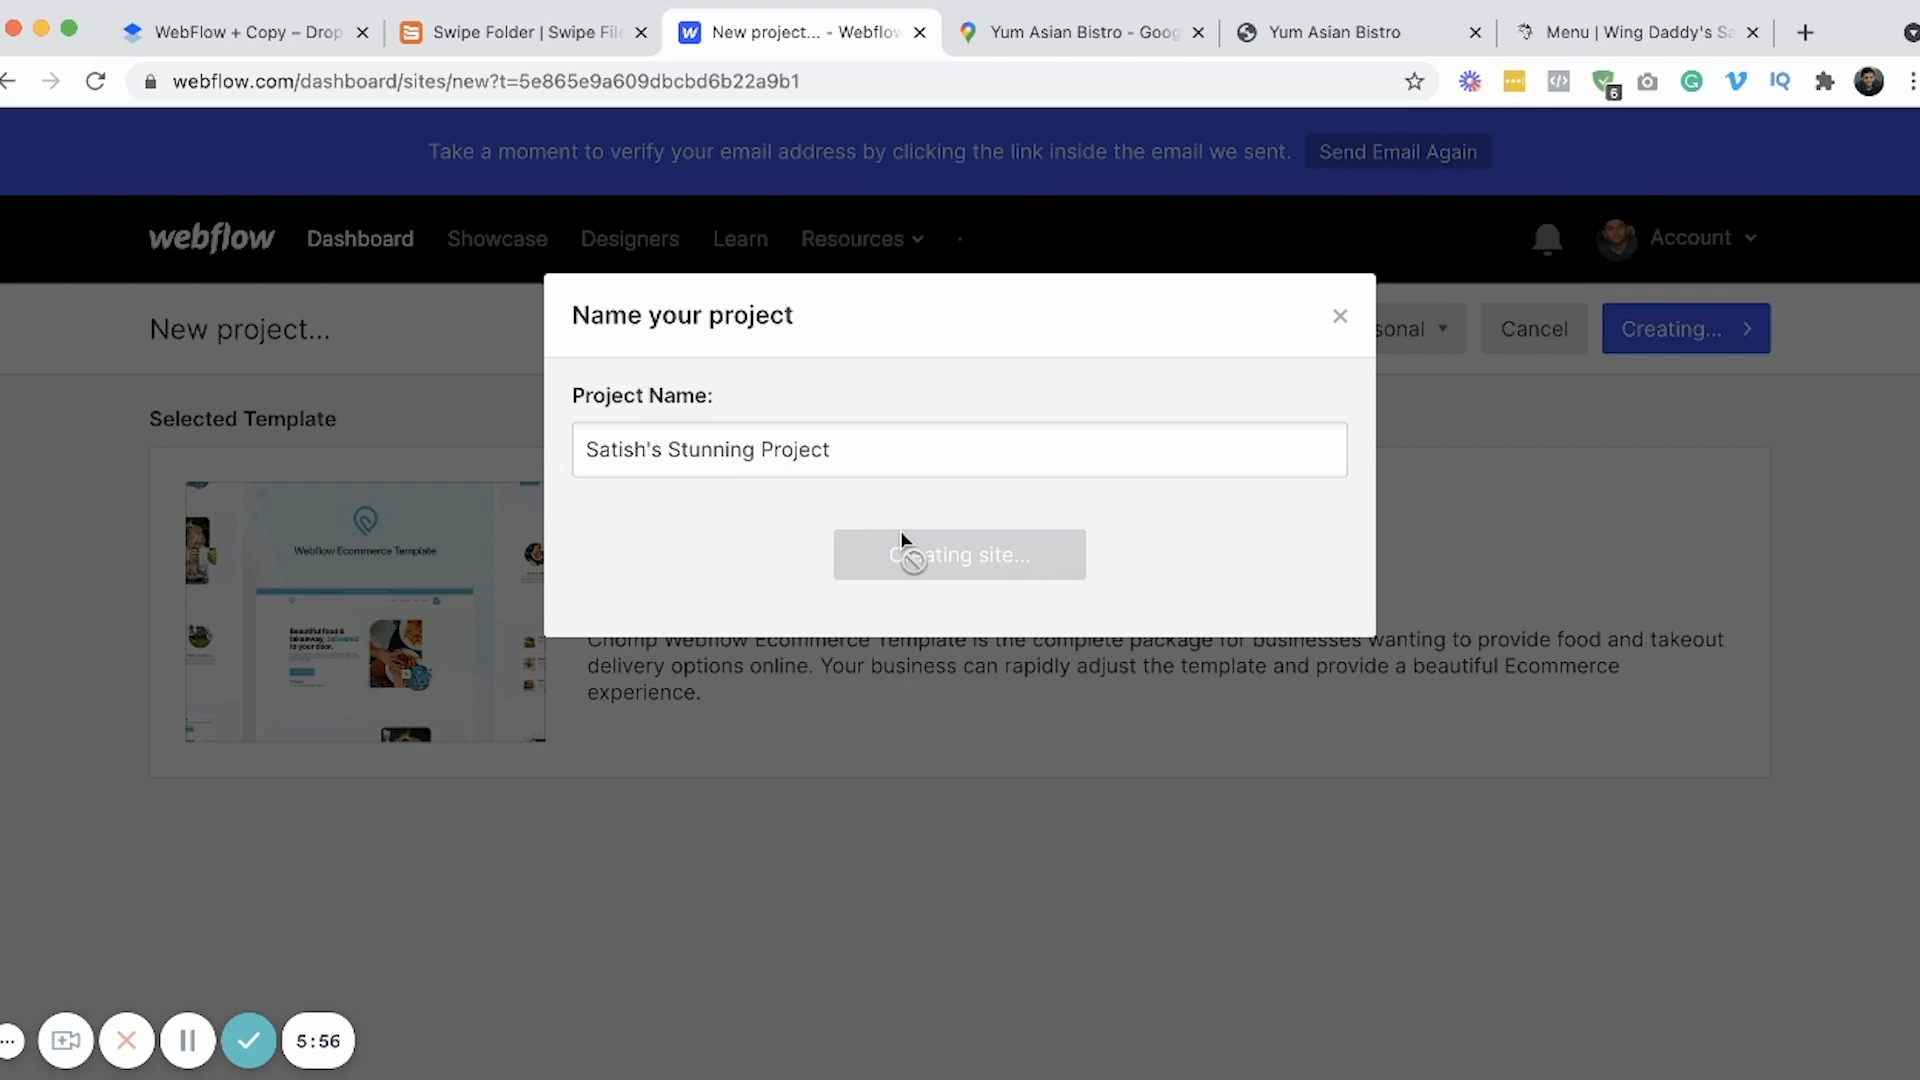 WebFlow + Copy – Drop
Swipe Folder | Swipe File
New project... - Webflow
Yum Asian Bistro - Goog
Yum Asian Bistro
Menu | Wing Daddy's Sa
webflow.com/dashboard/sites/new?t=5e865e9a609dbcbd6b22a9b1
6
IQ
Take a moment to verify your email address by clicking the link inside the email we sent.
Send Email Again
webflow
Dashboard
Showcase
Designers
Learn
Resources
Account
New project...
Name your project
sonal
Cancel
Creating...
Project Name:
Selected Template
Satish's Stunning Project
Webflow Ecommerce Template
Creating site...
Beautiful food &
takeaway, delivered
to your door.
Chomp Webflow Ecommerce Template is the complete package for businesses wanting to provide food and takeout
delivery options online. Your business can rapidly adjust the template and provide a beautiful Ecommerce
experience.
5:56